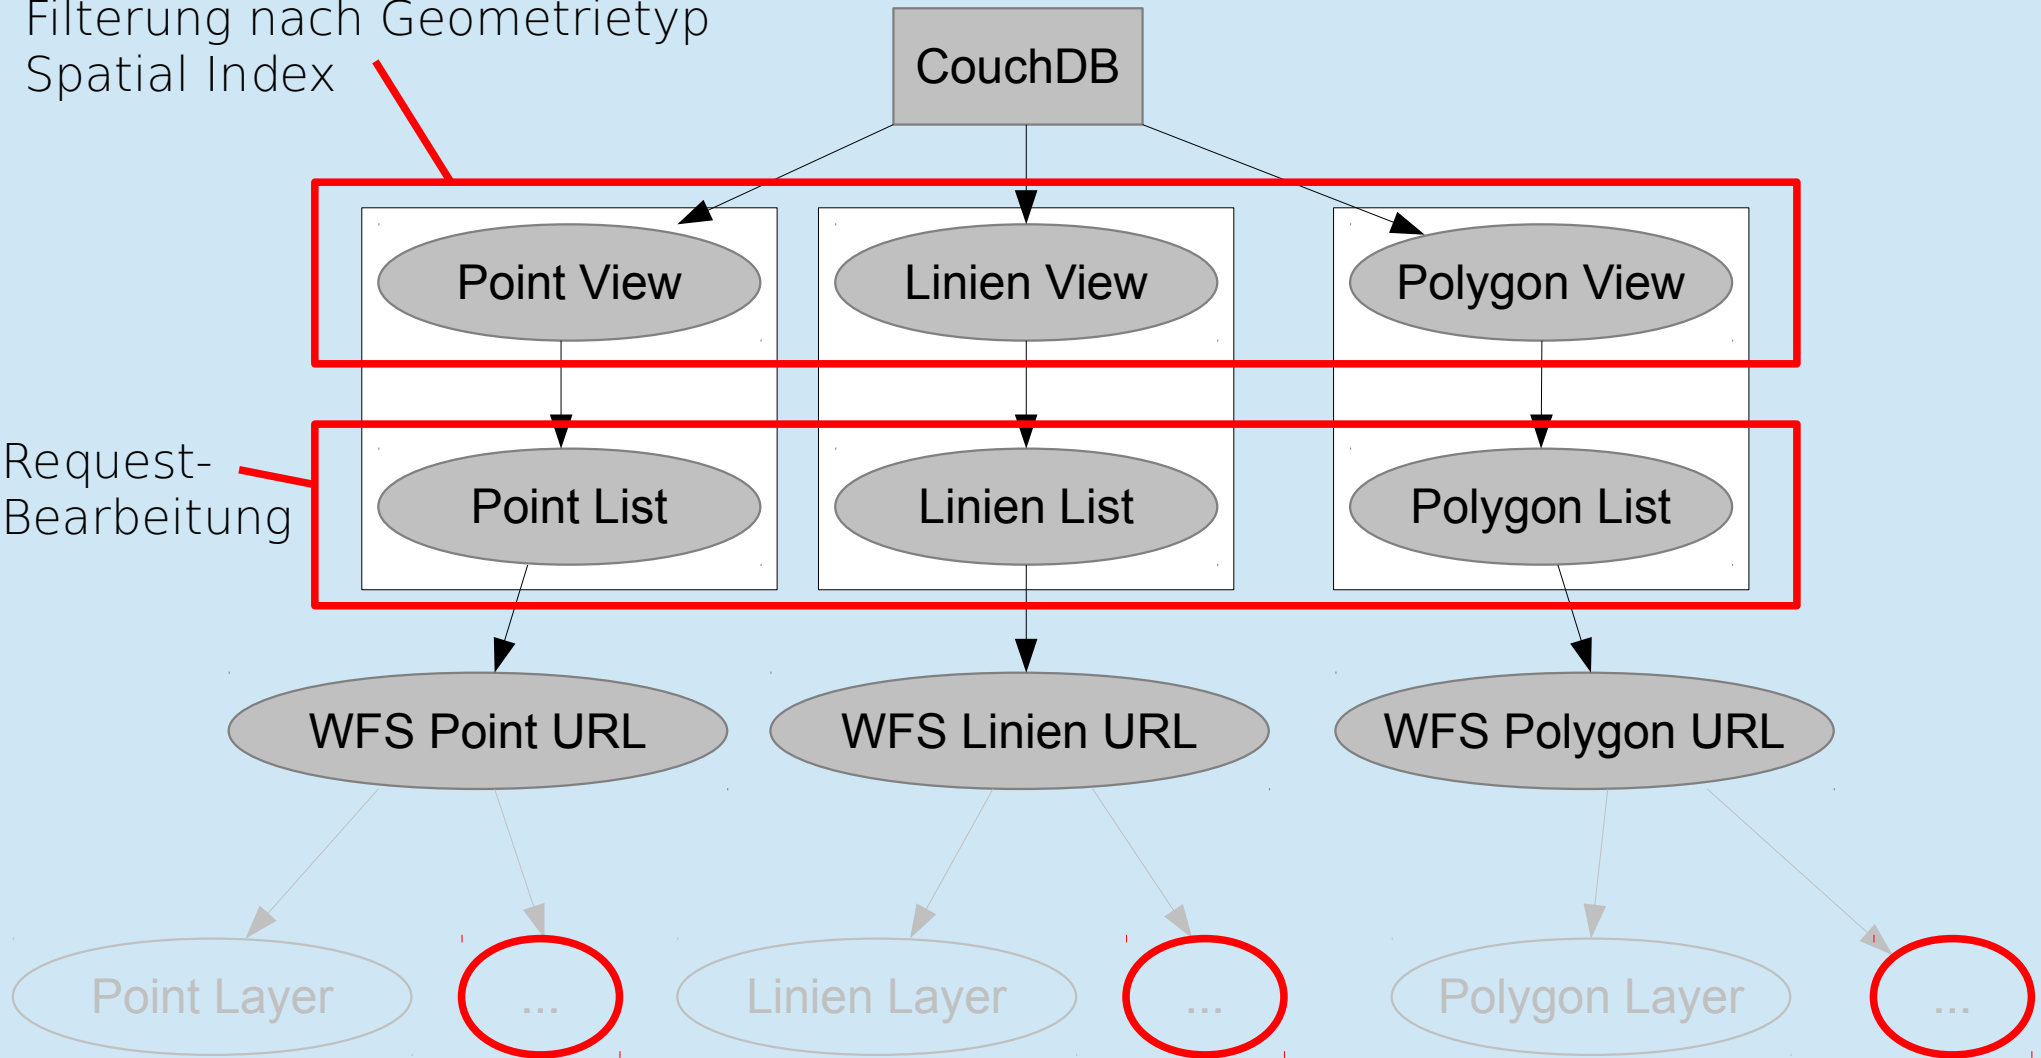 Filterung nach Geometrietyp
Spatial Index
CouchDB
Point View
Linien View
Polygon View
Request-
Bearbeitung
Point List
Linien List
Polygon List
WFS Point URL
WFS Linien URL
WFS Polygon URL
Point Layer
...
Linien Layer
...
Polygon Layer
...